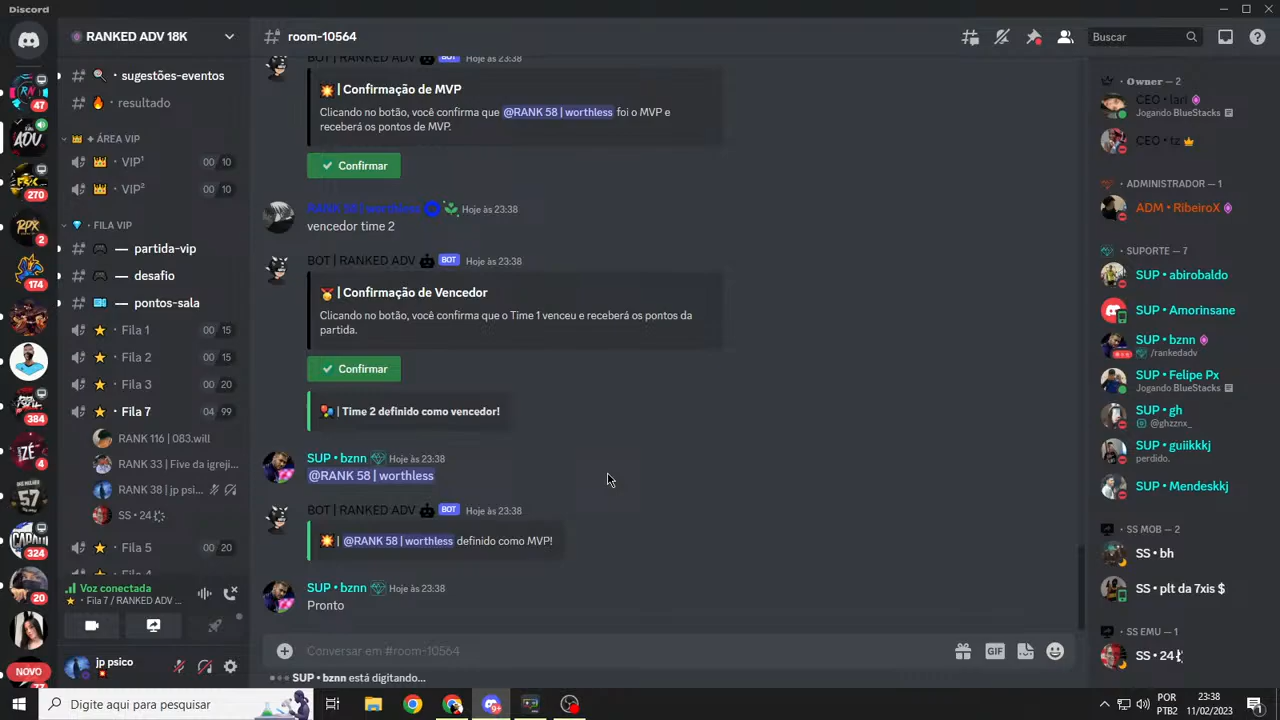 Discord
RANKED ADV 18K
room-10564
Buscar
sugestões-eventos
resultado
+ ÁREA VIP
VIP¹ 00 10
VIP² 00 10
FILA VIP
— partida-vip
— desafio
— pontos-sala
Fila 1 00 15
Fila 2 00 15
Fila 3 00 20
Fila 7 04 99
RANK 116 | 083.will
RANK 33 | Five da igreji...
RANK 38 | jp psi...
SS • 24
Fila 5 00 20
Voz conectada
Fila 7 / RANKED ADV ...
jp psico
47
270
2
174
384
4
324
20
NOVO
BOT | RANKED ADV BOT Hoje às 23:38
| Confirmação de MVP
Clicando no botão, você confirma que @RANK 58 | worthless foi o MVP e
receberá os pontos de MVP.
Confirmar
RANK 58 | worthless Hoje às 23:38
vencedor time 2
BOT | RANKED ADV BOT Hoje às 23:38
| Confirmação de Vencedor
Clicando no botão, você confirma que o Time 1 venceu e receberá os pontos da
partida.
Confirmar
| Time 2 definido como vencedor!
SUP • bznn Hoje às 23:38
@RANK 58 | worthless
BOT | RANKED ADV BOT Hoje às 23:38
| @RANK 58 | worthless definido como MVP!
SUP • bznn Hoje às 23:38
Pronto
Conversar em #room-10564
GIF
SUP • bznn está digitando...
Owner — 2
CEO • lari
Jogando BlueStacks
CEO • tz
ADMINISTRADOR — 1
ADM • RibeiroX
SUPORTE — 7
SUP • abirobaldo
SUP • Amorinsane
SUP • bznn
/rankedadv
SUP • Felipe Px
Jogando BlueStacks
SUP • gh
@ghzznx_
SUP • guiikkkj
perdido.
SUP • Mendeskkj
SS MOB — 2
SS • bh
SS • plt da 7xis $
SS EMU — 1
SS • 24
Digite aqui para pesquisar
POR
PTB2
23:38
11/02/2023